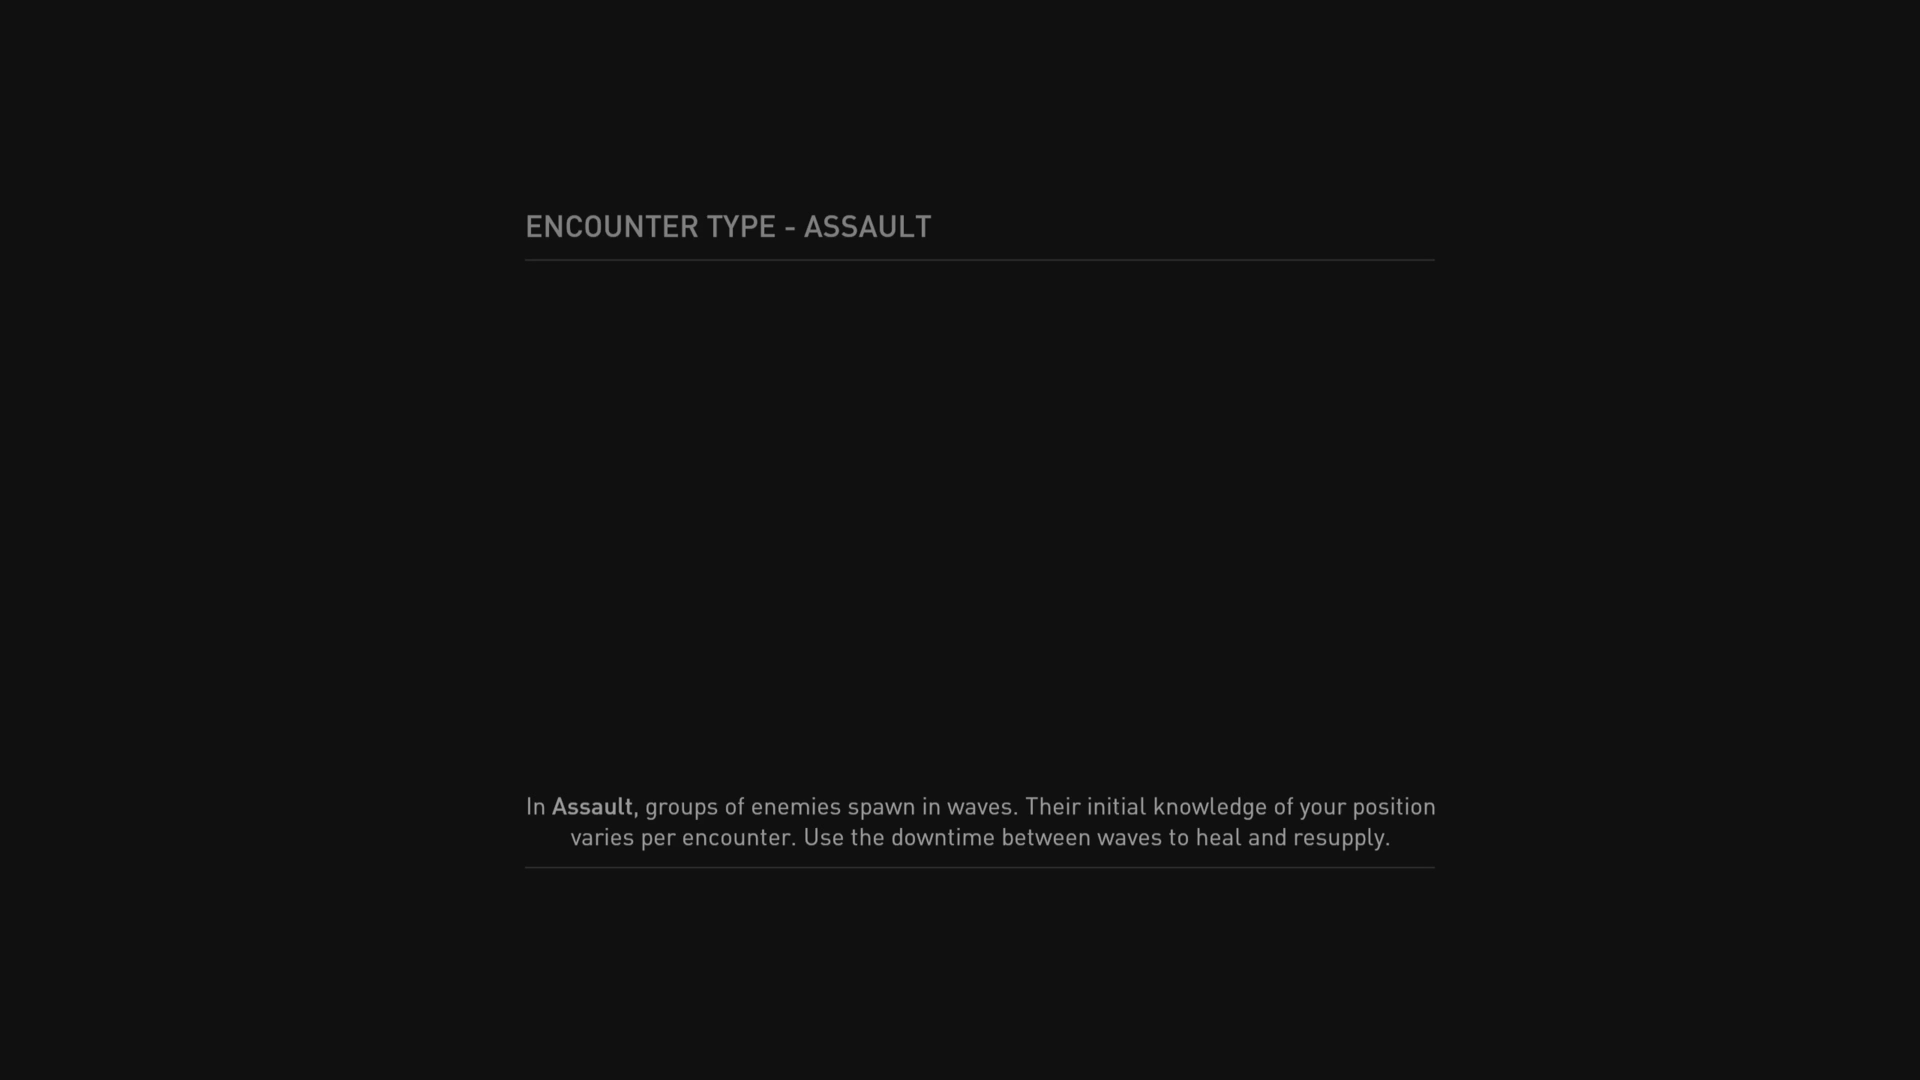 ENCOUNTER TYPE - ASSAULT
In Assault, groups of enemies spawn in waves. Their initial knowledge of your position
varies per encounter. Use the downtime between waves to heal and resupply.